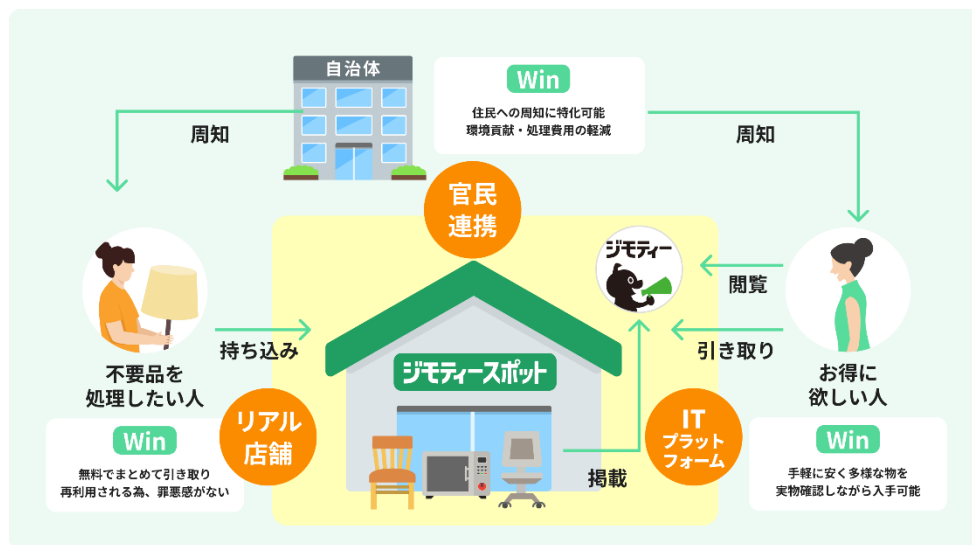 自治体
Win
住民への周知に特化可能
環境貢献・処理費用の軽減
周知
周知
官民
連携
ジモティー
閲覧
持ち込み
引き取り
ジモティースポット
不要品を
処理したい人
お得に
欲しい人
リアル
店舗
IT
プラット
フォーム
掲載
Win
無料でまとめて引き取り
再利用される為、罪悪感がない
Win
手軽に安く多様な物を
実物確認しながら入手可能